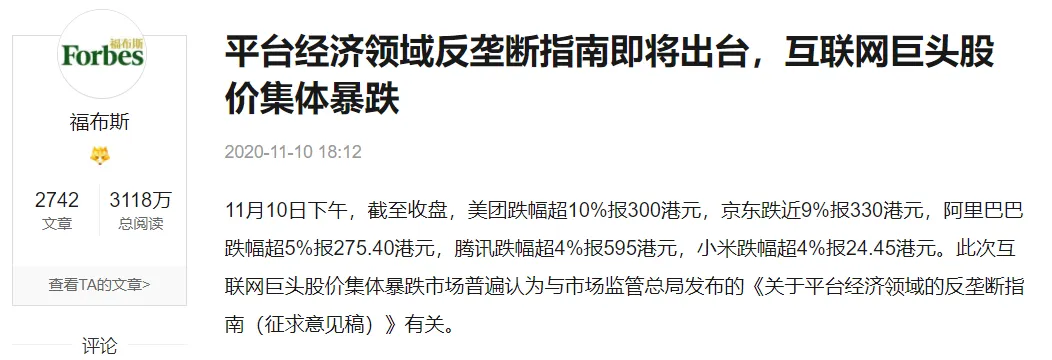 福布斯
Forbes
福布斯
2742
3118万
文章
总阅读
查看TA的文章>
评论
平台经济领域反垄断指南即将出台，互联网巨头股
价集体暴跌
2020-11-10 18:12
11月10日下午，截至收盘，美团跌幅超10%报300港元，京东跌近9%报330港元，阿里巴巴
跌幅超5%报275.40港元，腾讯跌幅超4%报595港元，小米跌幅超4%报24.45港元。此次互
联网巨头股价集体暴跌市场普遍认为与市场监管总局发布的《关于平台经济领域的反垄断指
南（征求意见稿）》有关。